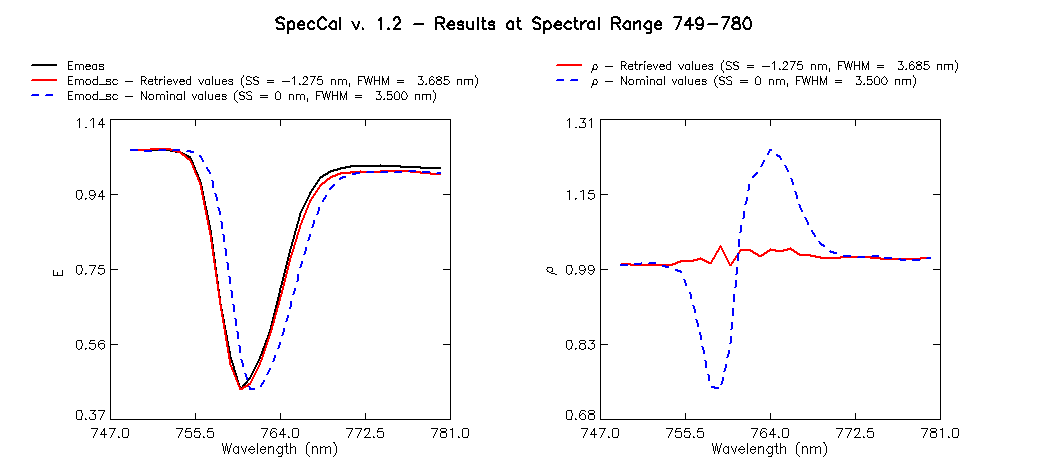 SpecCal v. 1.2 – Results at Spectral Range 749–780
Emeas
Emod_sc – Retrieved values (SS = –1.275 nm, FWHM = 3.685 nm)
Emod_sc – Nominal values (SS = 0 nm, FWHM = 3.500 nm)
1.14
0.94
0.75
0.56
0.37
E
747.0 755.5 764.0 772.5 781.0
Wavelength (nm)
ρ – Retrieved values (SS = –1.275 nm, FWHM = 3.685 nm)
ρ – Nominal values (SS = 0 nm, FWHM = 3.500 nm)
1.31
1.15
0.99
0.83
0.68
ρ
747.0 755.5 764.0 772.5 781.0
Wavelength (nm)